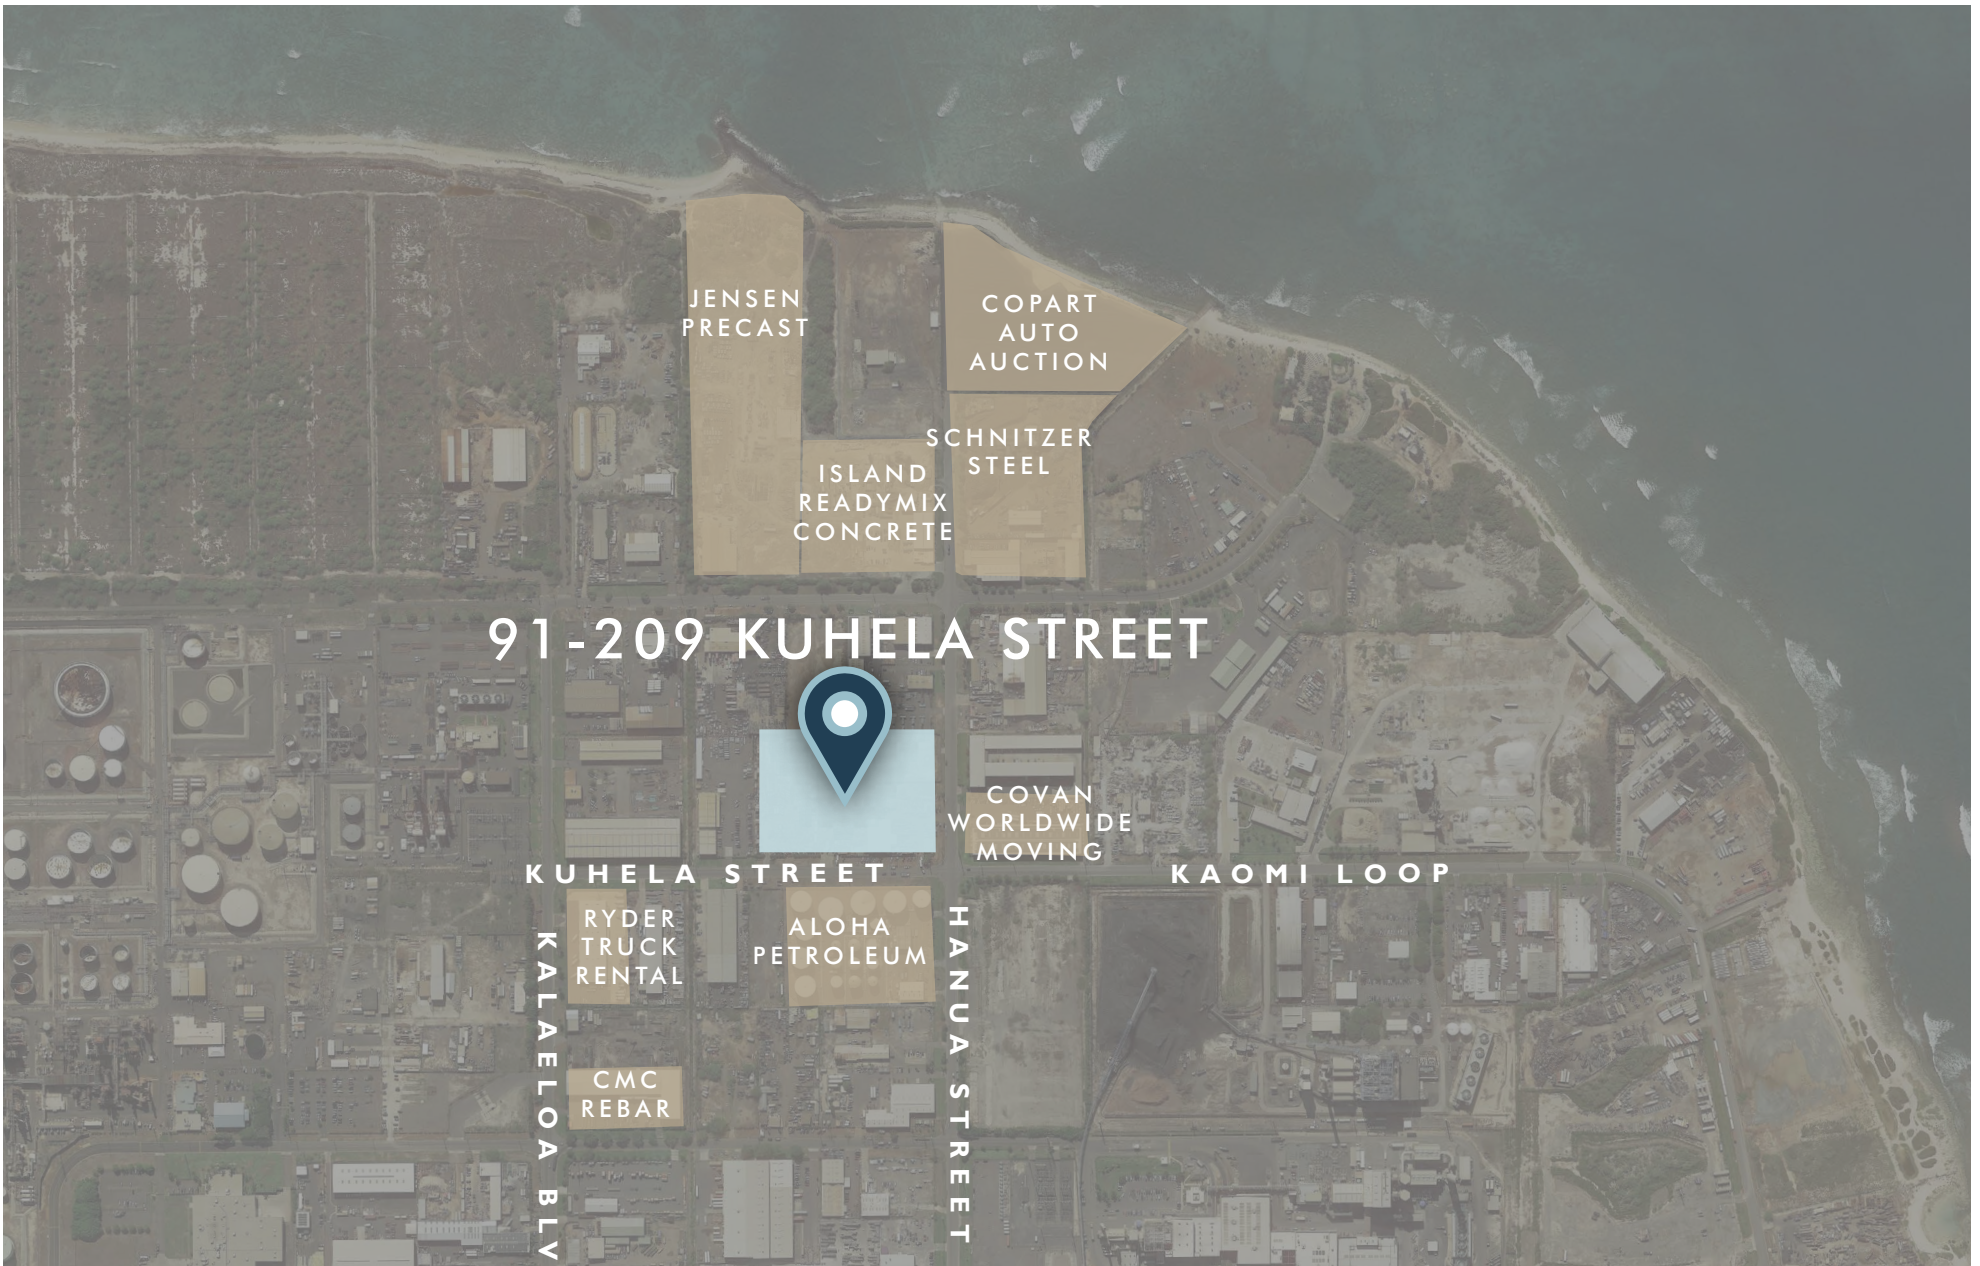 JENSEN
PRECAST
COPART
AUTO
AUCTION
SCHNITZER
STEEL
ISLAND
READYMIX
CONCRETE
91-209 KUHELA STREET
COVAN
WORLDWIDE
MOVING
KUHELA STREET
KAOMI LOOP
RYDER
TRUCK
RENTAL
ALOHA
PETROLEUM
KALAELOA BLV
HANUA STREET
CMC
REBAR